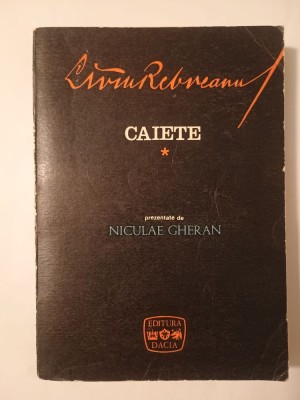 Liviu Rebreanu
CAIETE
*
prezentate de
NICULAE GHERAN
EDITURA
DACIA